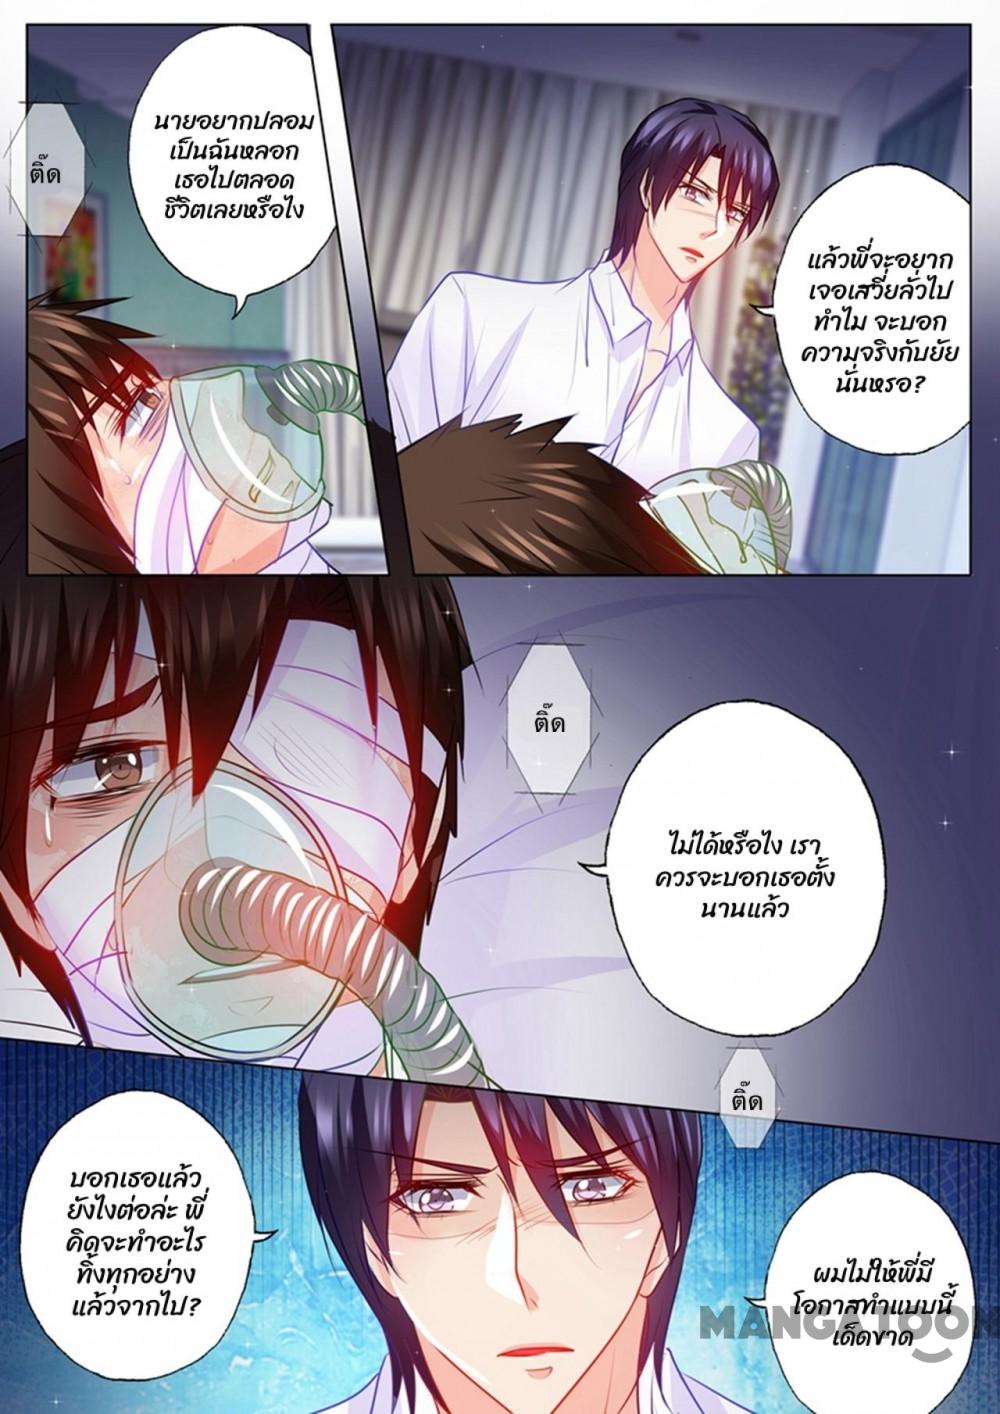 ติ๊ด
นายอยากปลอม
เป็นฉันหลอก
เธอไปตลอด
ชีวิตเลยหรือไง
แล้วพี่จะอยาก
เจอเสวี่ยลั่วไป
ทำไม จะบอก
ความจริงกับยัย
นั่นหรอ?
ติ๊ด
ไม่ได้หรือไง เรา
ควรจะบอกเธอตั้ง
นานแล้ว
ติ๊ด
บอกเธอแล้ว
ยังไงต่อล่ะ พี่
คิดจะทำอะไร
ทิ้งทุกอย่าง
แล้วจากไป?
ผมไม่ให้พี่มี
โอกาสทำแบบนี้
เด็ดขาด
MANGATOON